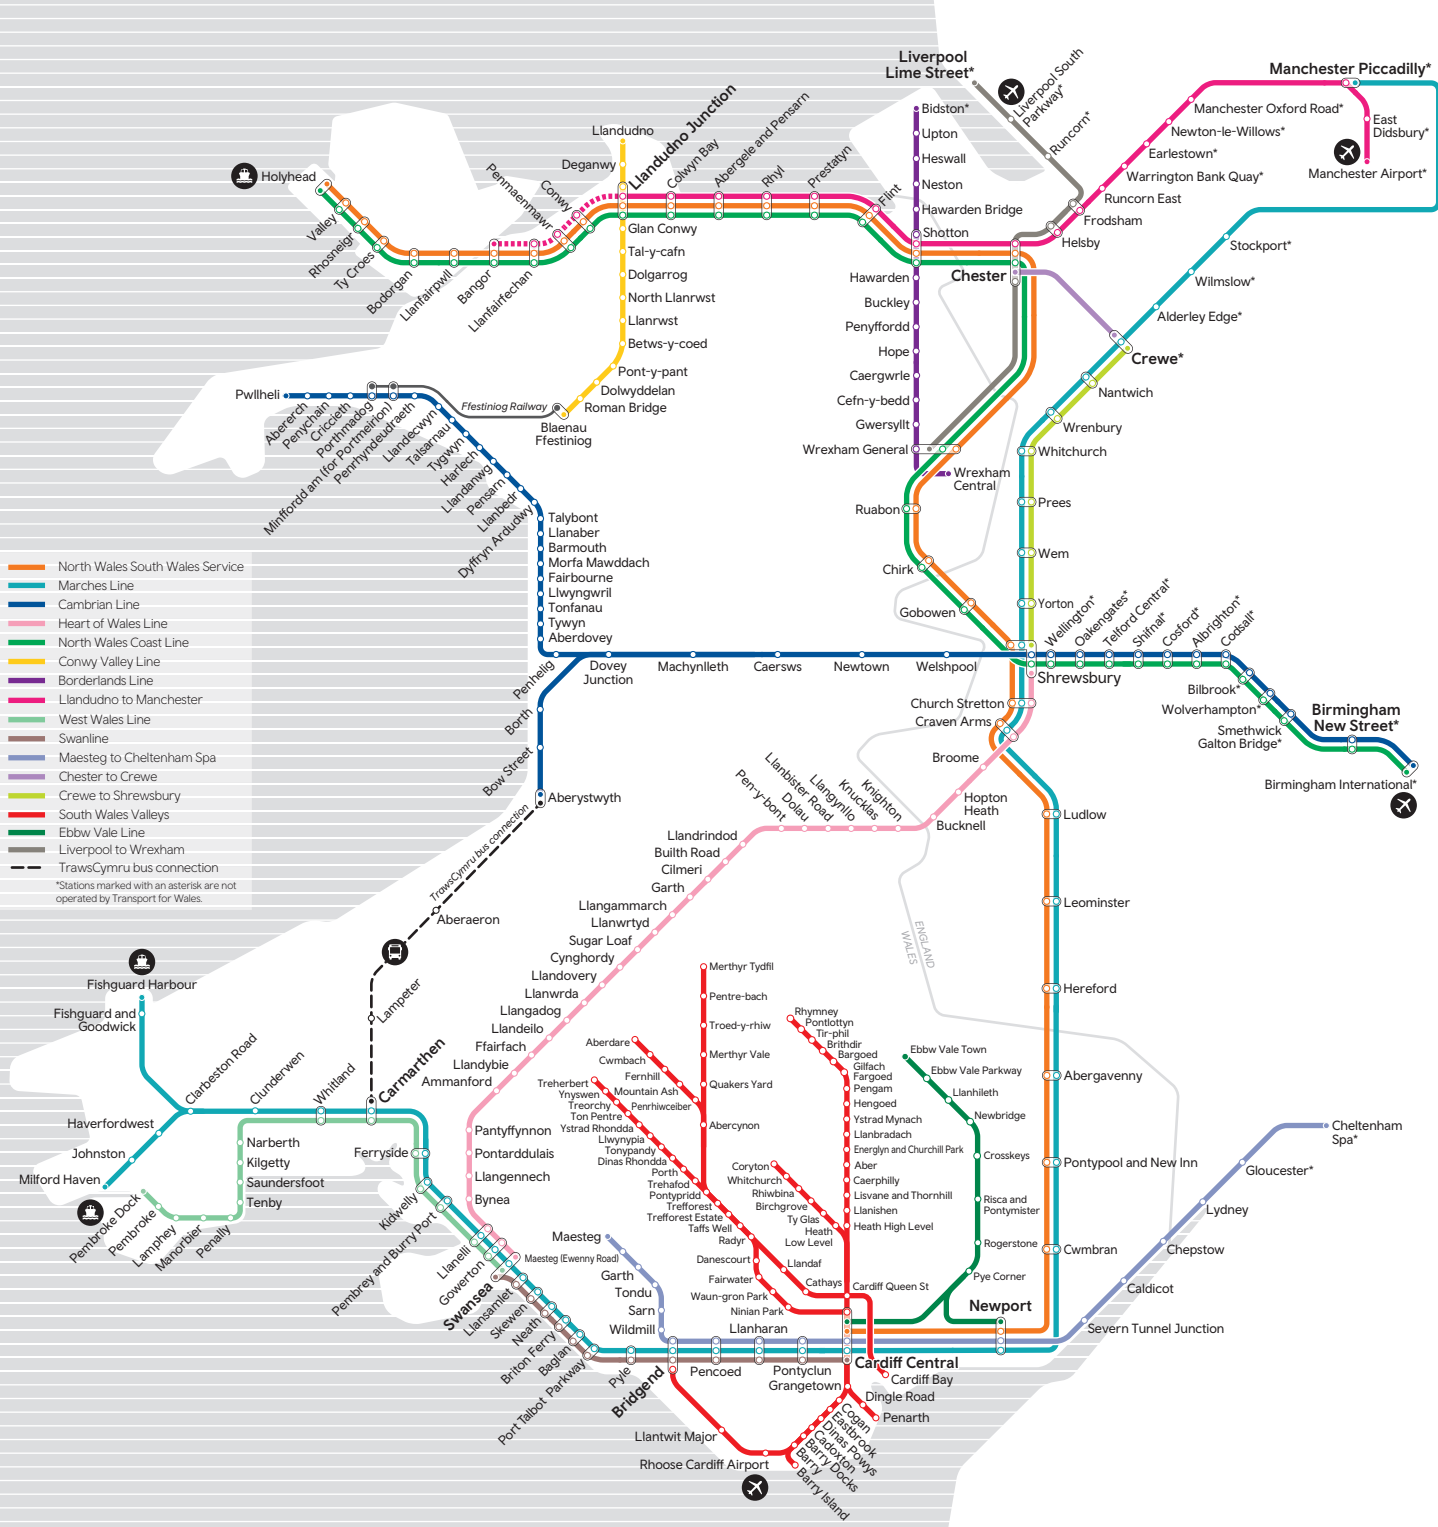 Liverpool
Lime Street*
Liverpool South
Parkway*
Runcorn*
Manchester Piccadilly*
Manchester Oxford Road*
Newton-le-Willows*
Earlestown*
Warrington Bank Quay*
Runcorn East
Frodsham
Helsby
East
Didsbury*
Manchester Airport*
Stockport*
Wilmslow*
Alderley Edge*
Crewe*
Nantwich
Wrenbury
Whitchurch
Prees
Wem
Yorton
Bidston*
Upton
Heswall
Neston
Hawarden Bridge
Shotton
Chester
Hawarden
Buckley
Penyffordd
Hope
Caergwrle
Cefn-y-bedd
Gwersyllt
Wrexham General
Wrexham
Central
Ruabon
Chirk
Gobowen
Holyhead
Valley
Rhosneigr
Ty Croes
Bodorgan
Llanfairpwll
Bangor
Llanfairfechan
Penmaenmawr
Conwy
Llandudno
Deganwy
Llandudno Junction
Colwyn Bay
Abergele and Pensarn
Rhyl
Prestatyn
Flint
Glan Conwy
Tal-y-cafn
Dolgarrog
North Llanrwst
Llanrwst
Betws-y-coed
Pont-y-pant
Dolwyddelan
Roman Bridge
Blaenau
Ffestiniog
Ffestiniog Railway
Pwllheli
Abererch
Penychain
Criccieth
Porthmadog
Minffordd am (for Portmeirion)
Penrhyndeudraeth
Llandecwyn
Talsarnau
Tygwyn
Harlech
Llandanwg
Pensarn
Llanbedr
Dyffryn Ardudwy
Talybont
Llanaber
Barmouth
Morfa Mawddach
Fairbourne
Llwyngwril
Tonfanau
Tywyn
Aberdovey
Penhelig
Dovey
Junction
Machynlleth
Caersws
Newtown
Welshpool
Shrewsbury
Wellington*
Oakengates*
Telford Central*
Shifnal*
Cosford*
Albrighton*
Codsall*
Bilbrook*
Wolverhampton*
Smethwick
Galton Bridge*
Birmingham
New Street*
Birmingham International*
Borth
Bow Street
Aberystwyth
TrawsCymru bus connection
Aberaeron
Lampeter
North Wales South Wales Service
Marches Line
Cambrian Line
Heart of Wales Line
North Wales Coast Line
Conwy Valley Line
Borderlands Line
Llandudno to Manchester
West Wales Line
Swanline
Maesteg to Cheltenham Spa
Chester to Crewe
Crewe to Shrewsbury
South Wales Valleys
Ebbw Vale Line
Liverpool to Wrexham
TrawsCymru bus connection
*Stations marked with an asterisk are not
operated by Transport for Wales.
Church Stretton
Craven Arms
Broome
Hopton
Heath
Bucknell
Knighton
Knucklas
Llangynllo
Llanbister Road
Dolau
Pen-y-bont
Llandrindod
Builth Road
Cilmeri
Garth
Llangammarch
Llanwrtyd
Sugar Loaf
Cynghordy
Llandovery
Llanwrda
Llangadog
Llandeilo
Ffairfach
Llandybie
Ammanford
Pantyffynnon
Pontarddulais
Llangennech
Bynea
Ludlow
Leominster
Hereford
Abergavenny
Pontypool and New Inn
Cwmbran
ENGLAND
WALES
Fishguard Harbour
Fishguard and
Goodwick
Clarbeston Road
Clunderwen
Whitland
Carmarthen
Haverfordwest
Johnston
Milford Haven
Narberth
Kilgetty
Saundersfoot
Tenby
Penally
Manorbier
Lamphey
Pembroke
Pembroke Dock
Ferryside
Kidwelly
Pembrey and Burry Port
Llanelli
Gowerton
Swansea
Llansamlet
Skewen
Neath
Briton Ferry
Baglan
Port Talbot Parkway
Pyle
Bridgend
Maesteg
Maesteg (Ewenny Road)
Garth
Tondu
Sarn
Wildmill
Pencoed
Llanharan
Pontyclun
Merthyr Tydfil
Pentre-bach
Troed-y-rhiw
Merthyr Vale
Quakers Yard
Abercynon
Aberdare
Cwmbach
Fernhill
Mountain Ash
Penrhiwceiber
Treherbert
Ynyswen
Treorchy
Ton Pentre
Ystrad Rhondda
Llwynypia
Tonypandy
Dinas Rhondda
Porth
Trehafod
Pontypridd
Trefforest
Trefforest Estate
Taffs Well
Radyr
Danescourt
Fairwater
Waun-gron Park
Ninian Park
Llandaf
Cathays
Coryton
Whitchurch
Rhiwbina
Birchgrove
Ty Glas
Heath
Low Level
Rhymney
Pontlottyn
Tir-phil
Brithdir
Bargoed
Gilfach
Fargoed
Pengam
Hengoed
Ystrad Mynach
Llanbradach
Energlyn and Churchill Park
Aber
Caerphilly
Lisvane and Thornhill
Llanishen
Heath High Level
Cardiff Queen St
Ebbw Vale Town
Ebbw Vale Parkway
Llanhileth
Newbridge
Crosskeys
Risca and
Pontymister
Rogerstone
Pye Corner
Newport
Cardiff Central
Cardiff Bay
Grangetown
Dingle Road
Penarth
Cogan
Eastbrook
Dinas Powys
Cadoxton
Barry Docks
Barry
Barry Island
Llantwit Major
Rhoose Cardiff Airport
Cheltenham
Spa*
Gloucester*
Lydney
Chepstow
Caldicot
Severn Tunnel Junction